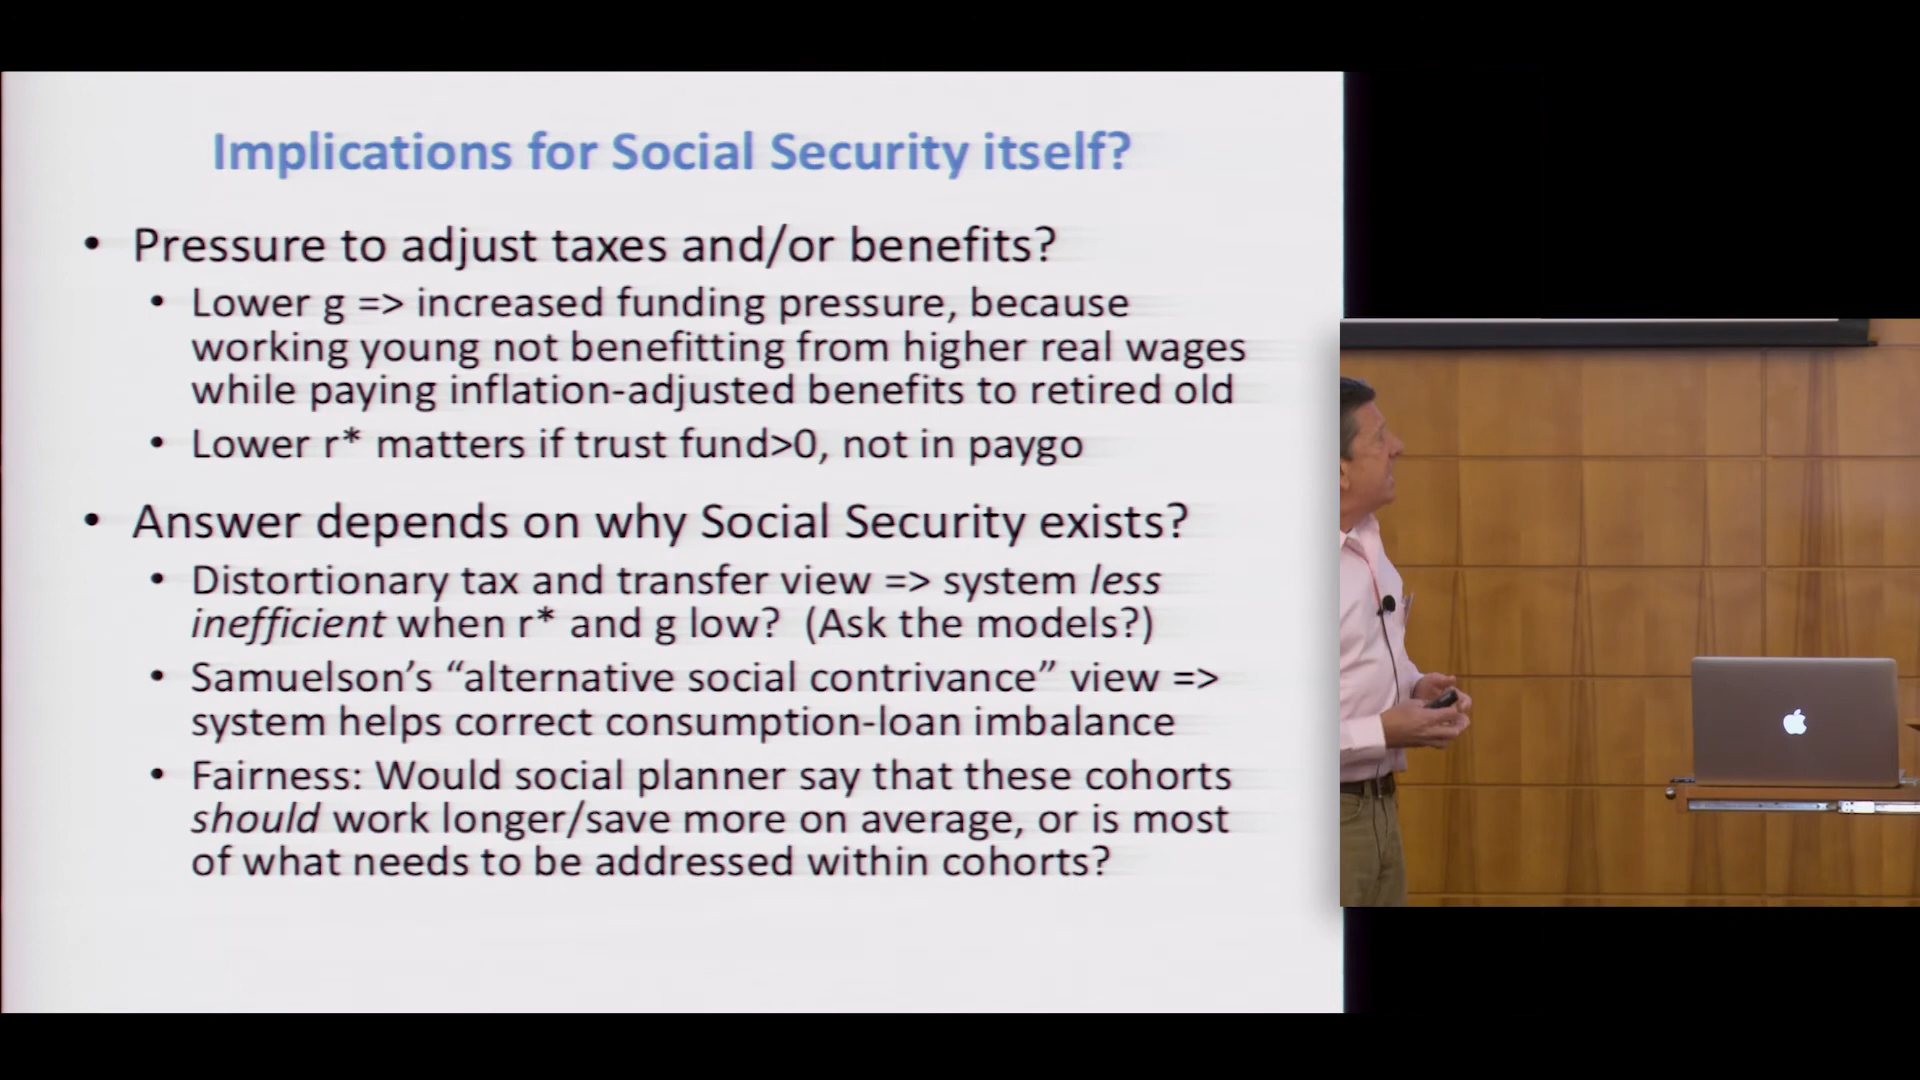 Implications for Social Security itself?
• Pressure to adjust taxes and/or benefits?
• Lower g => increased funding pressure, because
working young not benefitting from higher real wages
while paying inflation-adjusted benefits to retired old
• Lower r* matters if trust fund>0, not in paygo
• Answer depends on why Social Security exists?
• Distortionary tax and transfer view => system less
inefficient when r* and g low? (Ask the models?)
• Samuelson's “alternative social contrivance” view =>
system helps correct consumption-loan imbalance
• Fairness: Would social planner say that these cohorts
should work longer/save more on average, or is most
of what needs to be addressed within cohorts?